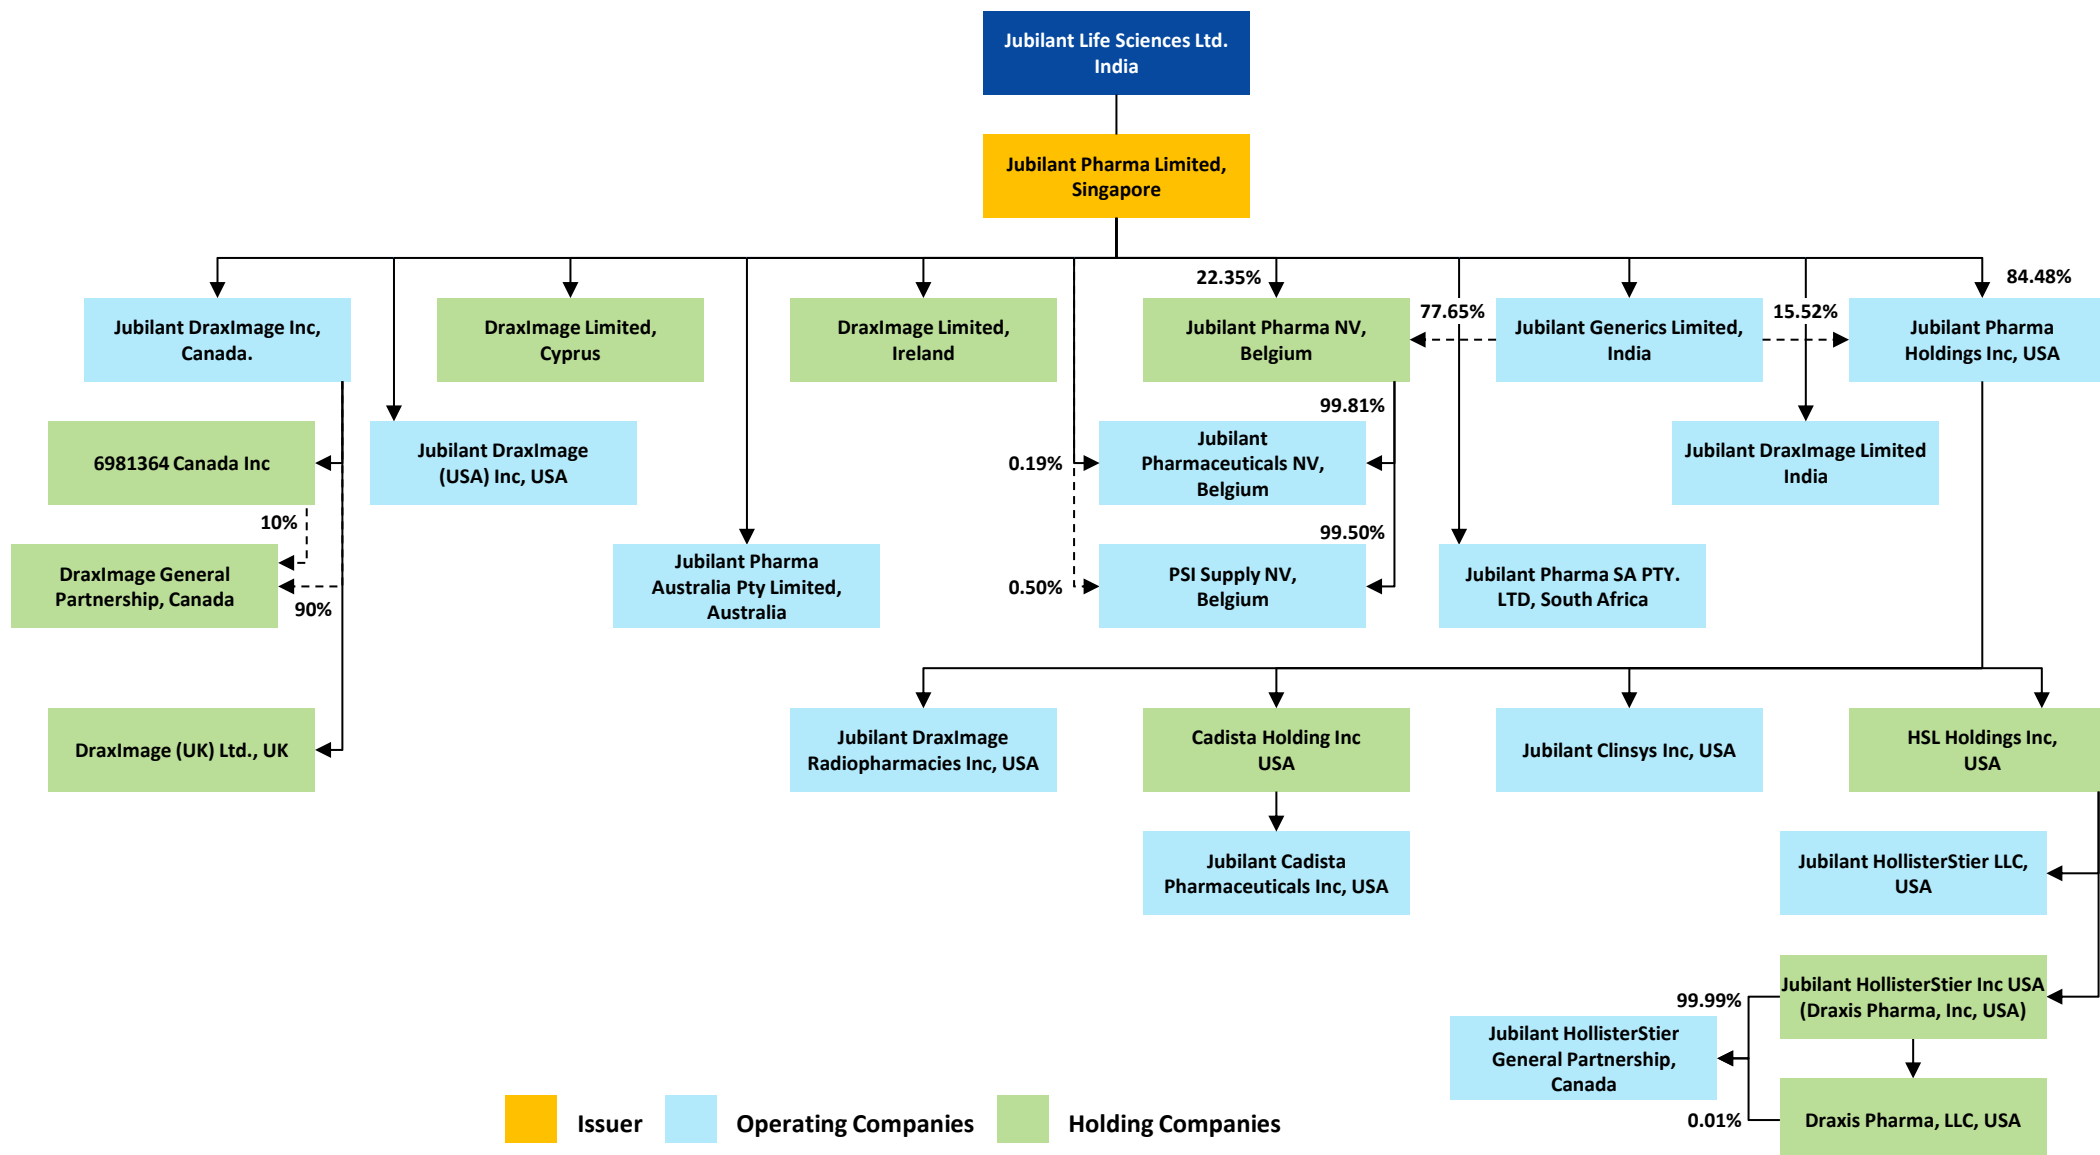 Jubilant Life Sciences Ltd.
India
Jubilant Pharma Limited,
Singapore
22.35%
84.48%
Jubilant DraxImage Inc,
Canada.
DraxImage Limited,
Cyprus
DraxImage Limited,
Ireland
Jubilant Pharma NV,
Belgium
77.65%
Jubilant Generics Limited,
India
15.52%
Jubilant Pharma
Holdings Inc, USA
99.81%
6981364 Canada Inc
Jubilant DraxImage
(USA) Inc, USA
0.19%
Jubilant
Pharmaceuticals NV,
Belgium
Jubilant DraxImage Limited
India
10%
99.50%
DraxImage General
Partnership, Canada
90%
Jubilant Pharma
Australia Pty Limited,
Australia
0.50%
PSI Supply NV,
Belgium
Jubilant Pharma SA PTY.
LTD, South Africa
DraxImage (UK) Ltd., UK
Jubilant DraxImage
Radiopharmacies Inc, USA
Cadista Holding Inc
USA
Jubilant Clinsys Inc, USA
HSL Holdings Inc,
USA
Jubilant Cadista
Pharmaceuticals Inc, USA
Jubilant HollisterStier LLC,
USA
99.99%
Jubilant HollisterStier Inc USA
(Draxis Pharma, Inc, USA)
Jubilant HollisterStier
General Partnership,
Canada
0.01%
Draxis Pharma, LLC, USA
Issuer
Operating Companies
Holding Companies